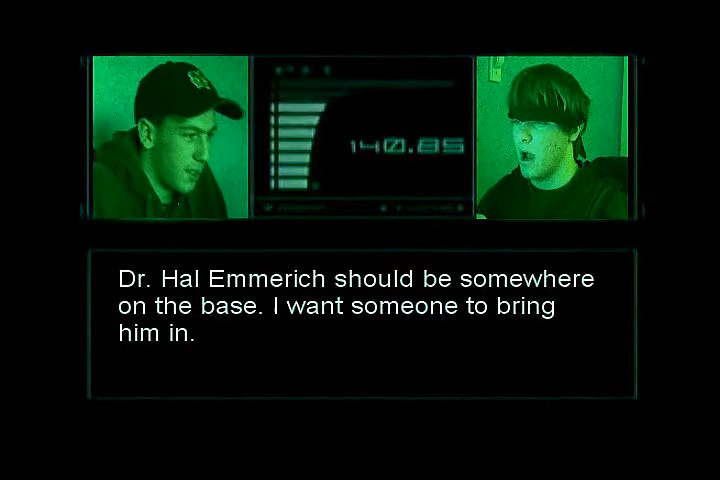 140.85
Dr. Hal Emmerich should be somewhere
on the base. I want someone to bring
him in.